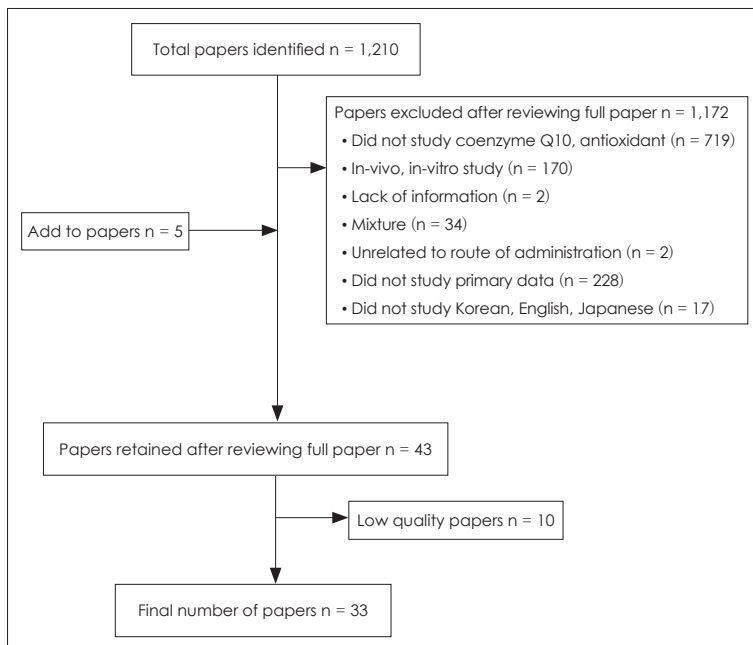 Total papers identified n = 1,210
Papers excluded after reviewing full paper n = 1,172
• Did not study coenzyme Q10, antioxidant (n = 719)
• In-vivo, in-vitro study (n = 170)
• Lack of information (n = 2)
• Mixture (n = 34)
• Unrelated to route of administration (n = 2)
• Did not study primary data (n = 228)
• Did not study Korean, English, Japanese (n = 17)
Add to papers n = 5
Papers retained after reviewing full paper n = 43
Low quality papers n = 10
Final number of papers n = 33